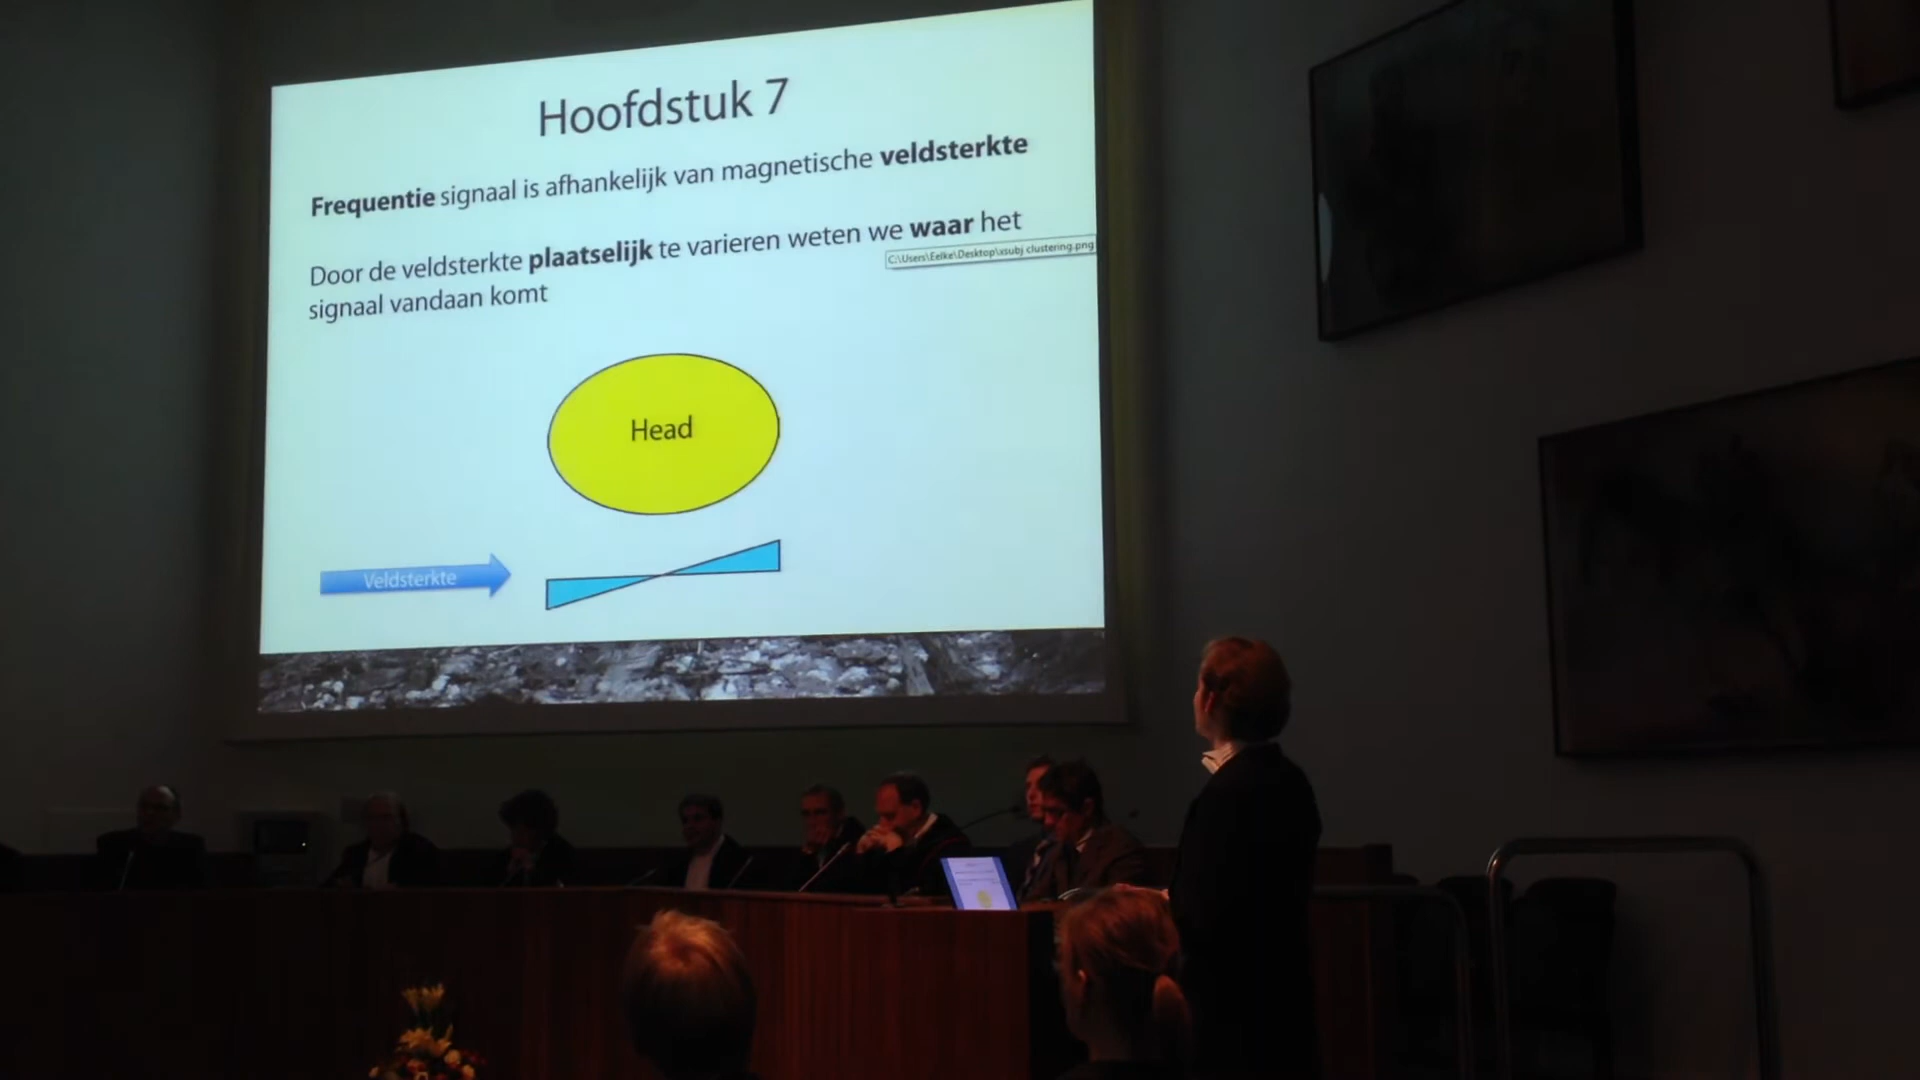 Hoofdstuk 7
Frequentie signaal is afhankelijk van magnetische veldsterkte
Door de veldsterkte plaatselijk te varieren weten we waar het
C:\Users\Eelke\Desktop\xsubj clustering.png
signaal vandaan komt
Head
Veldsterkte